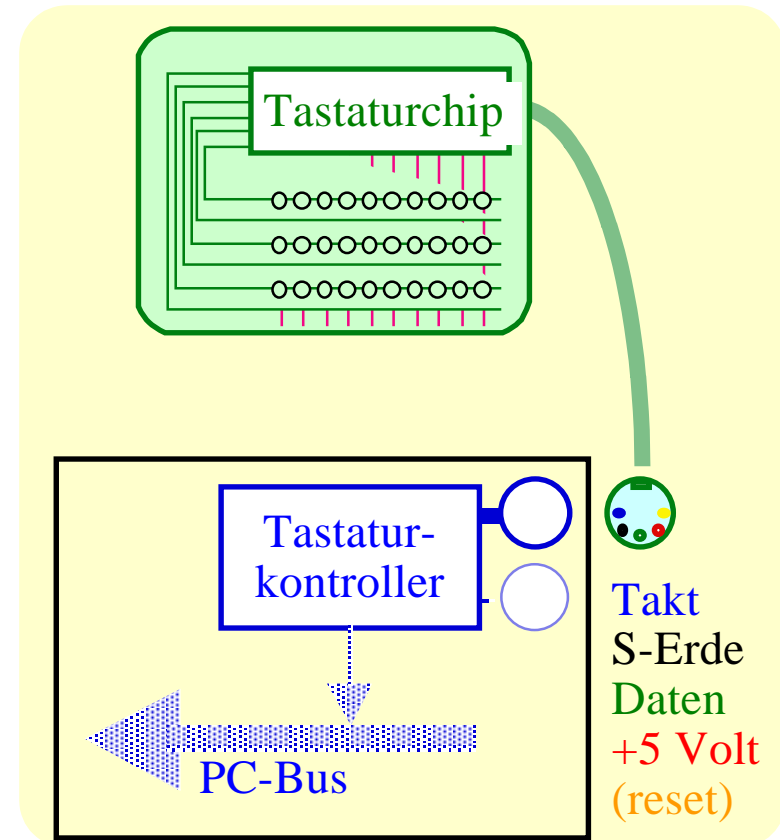 Tastaturchip
Tastatur-
kontroller
PC-Bus
Takt
S-Erde
Daten
+5 Volt
(reset)